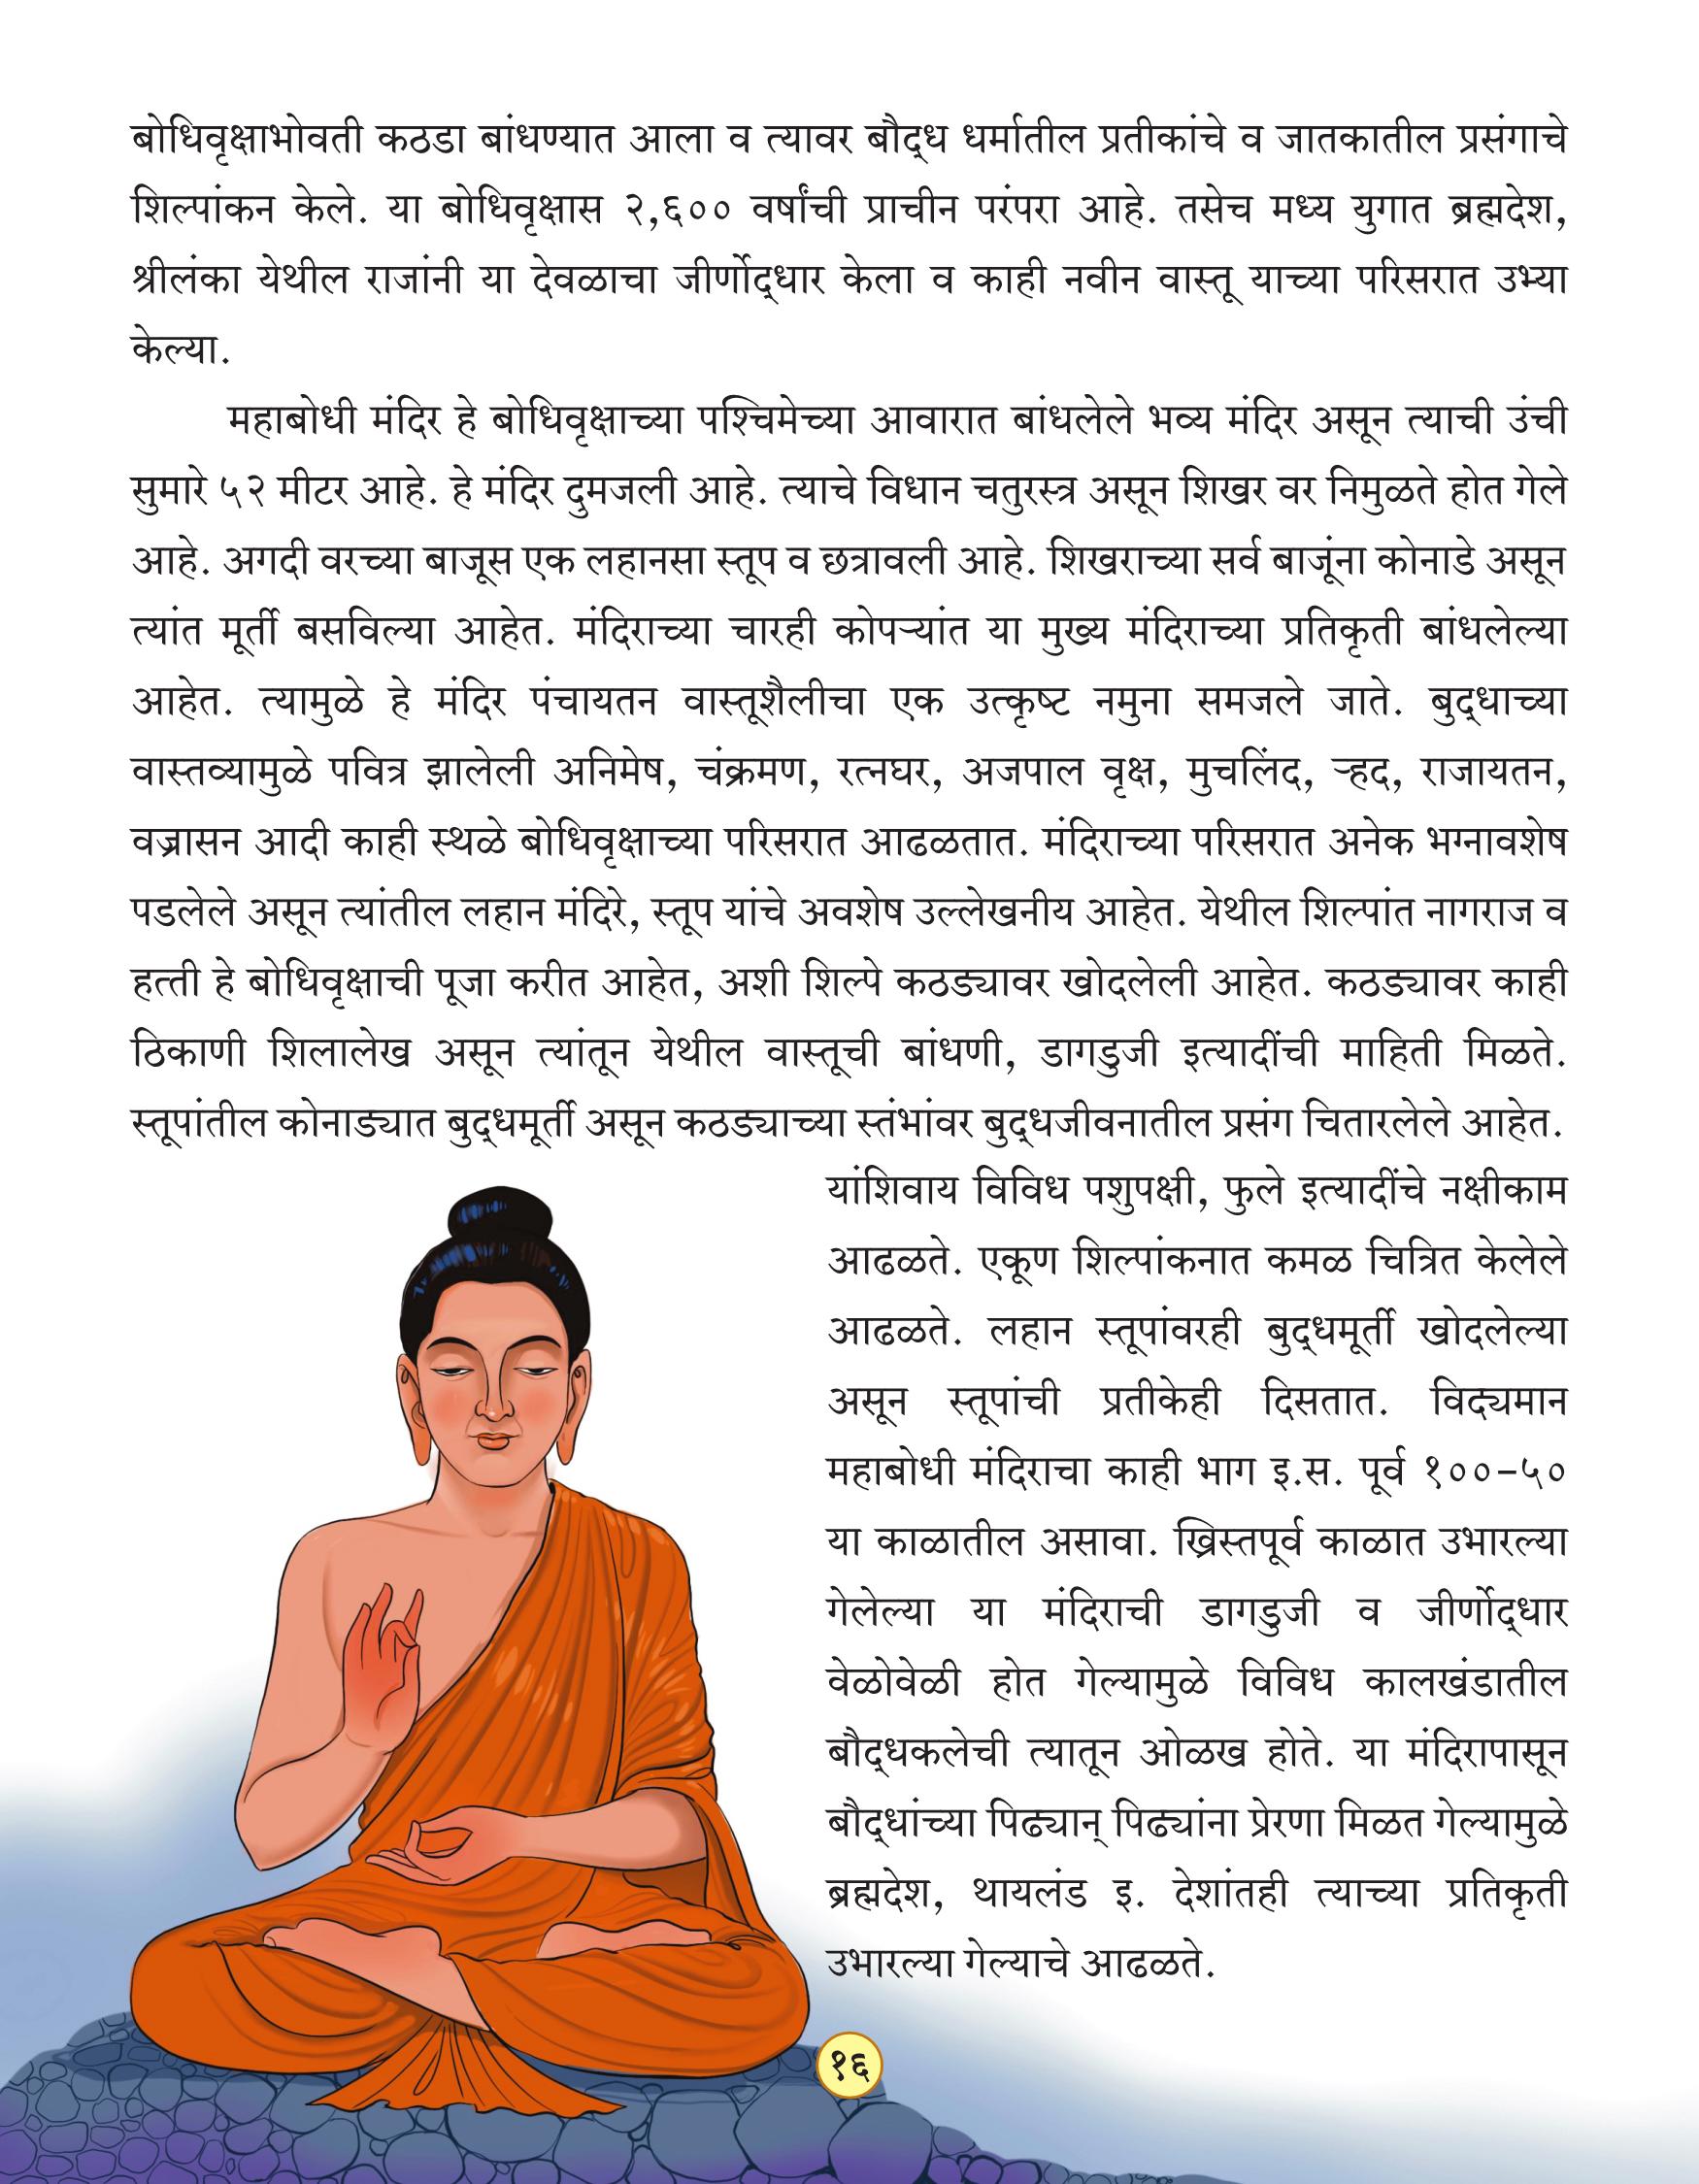 बोधिवृक्षाभोवती कठडा बांधण्यात आला व त्यावर बौद्ध धर्मातील प्रतीकांचे व जातकातील प्रसंगाचे
शिल्पांकन केले. या बोधिवृक्षास २,६०० वर्षांची प्राचीन परंपरा आहे. तसेच मध्य युगात ब्रह्मदेश,
श्रीलंका येथील राजांनी या देवळाचा जीर्णोद्धार केला व काही नवीन वास्तू याच्या परिसरात उभ्या
केल्या.
महाबोधी मंदिर हे बोधिवृक्षाच्या पश्चिमेच्या आवारात बांधलेले भव्य मंदिर असून त्याची उंची
सुमारे ५२ मीटर आहे. हे मंदिर दुमजली आहे. त्याचे विधान चतुरस्त्र असून शिखर वर निमुळते होत गेले
आहे. अगदी वरच्या बाजूस एक लहानसा स्तूप व छत्रावली आहे. शिखराच्या सर्व बाजूंना कोनाडे असून
त्यांत मूर्ती बसविल्या आहेत. मंदिराच्या चारही कोपऱ्यांत या मुख्य मंदिराच्या प्रतिकृती बांधलेल्या
आहेत. त्यामुळे हे मंदिर पंचायतन वास्तूशैलीचा एक उत्कृष्ट नमुना समजले जाते. बुद्धाच्या
वास्तव्यामुळे पवित्र झालेली अनिमेष, चंक्रमण, रत्नघर, अजपाल वृक्ष, मुचलिंद, ऱ्हद, राजायतन,
वज्रासन आदी काही स्थळे बोधिवृक्षाच्या परिसरात आढळतात. मंदिराच्या परिसरात अनेक भग्नावशेष
पडलेले असून त्यांतील लहान मंदिरे, स्तूप यांचे अवशेष उल्लेखनीय आहेत. येथील शिल्पांत नागराज व
हत्ती हे बोधिवृक्षाची पूजा करीत आहेत, अशी शिल्पे कठड्यावर खोदलेली आहेत. कठड्यावर काही
ठिकाणी शिलालेख असून त्यांतून येथील वास्तूची बांधणी, डागडुजी इत्यादींची माहिती मिळते.
स्तूपांतील कोनाड्यात बुद्धमूर्ती असून कठड्याच्या स्तंभांवर बुद्धजीवनातील प्रसंग चितारलेले आहेत.
यांशिवाय विविध पशुपक्षी, फुले इत्यादींचे नक्षीकाम
आढळते. एकूण शिल्पांकनात कमळ चित्रित केलेले
आढळते. लहान स्तूपांवरही बुद्धमूर्ती खोदलेल्या
असून स्तूपांची प्रतीकेही दिसतात. विद्यमान
महाबोधी मंदिराचा काही भाग इ.स. पूर्व १००–५०
या काळातील असावा. ख्रिस्तपूर्व काळात उभारल्या
गेलेल्या या मंदिराची डागडुजी व जीर्णोद्धार
वेळोवेळी होत गेल्यामुळे विविध कालखंडातील
बौद्धकलेची त्यातून ओळख होते. या मंदिरापासून
बौद्धांच्या पिढ्यान् पिढ्यांना प्रेरणा मिळत गेल्यामुळे
ब्रह्मदेश, थायलंड इ. देशांतही त्याच्या प्रतिकृती
उभारल्या गेल्याचे आढळते.
१६